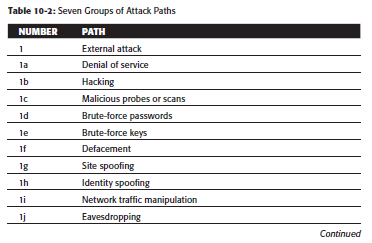 Table 10-2: Seven Groups of Attack Paths
NUMBER PATH
1 External attack
1a Denial of service
1b Hacking
1c Malicious probes or scans
1d Brute-force passwords
1e Brute-force keys
1f Defacement
1g Site spoofing
1h Identity spoofing
1i Network traffic manipulation
1j Eavesdropping
Continued